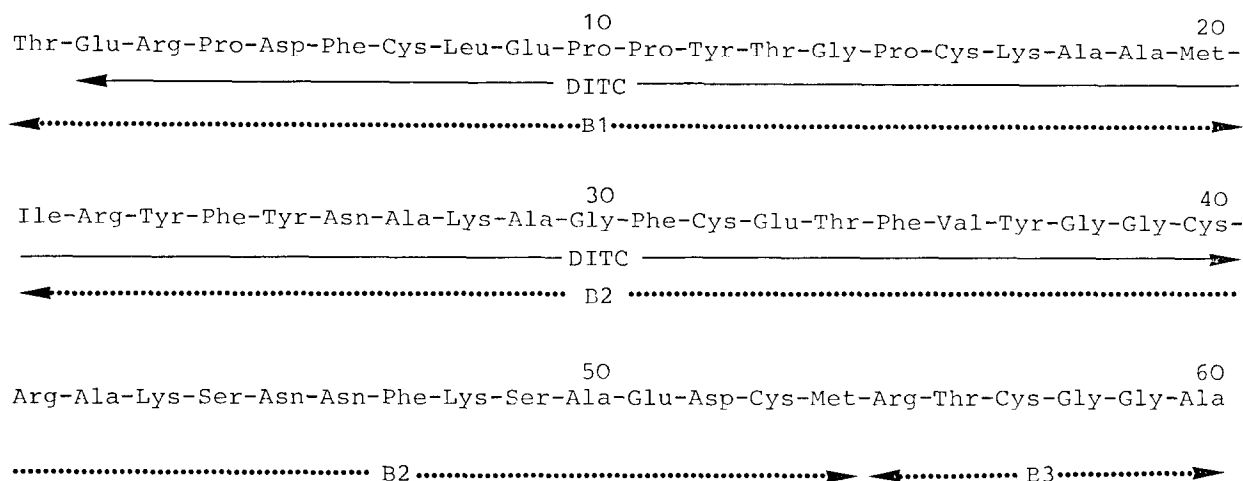 10 20
Thr-Glu-Arg-Pro-Asp-Phe-Cys-Leu-Glu-Pro-Pro-Tyr-Thr-Gly-Pro-Cys-Lys-Ala-Ala-Met-
DITC
B1
30 40
Ile-Arg-Tyr-Phe-Tyr-Asn-Ala-Lys-Ala-Gly-Phe-Cys-Glu-Thr-Phe-Val-Tyr-Gly-Gly-Cys-
DITC
B2
50 60
Arg-Ala-Lys-Ser-Asn-Asn-Phe-Lys-Ser-Ala-Glu-Asp-Cys-Met-Arg-Thr-Cys-Gly-Gly-Ala
B2 B3